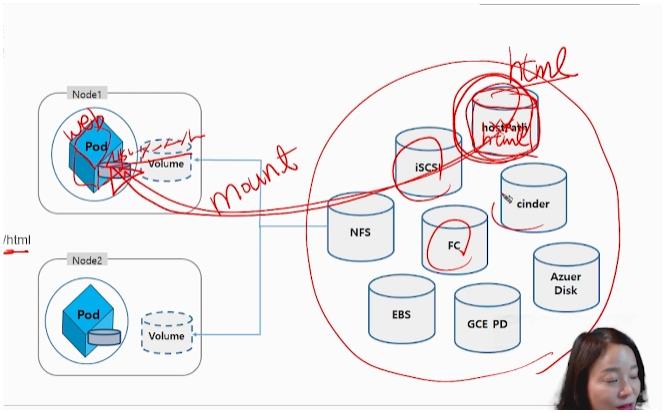 html
Node1
web
Pod
Volume
hostPath
html
iSCSI
mount
cinder
/html
NFS
FC
Node2
Azuer
Disk
Pod
Volume
EBS
GCE PD